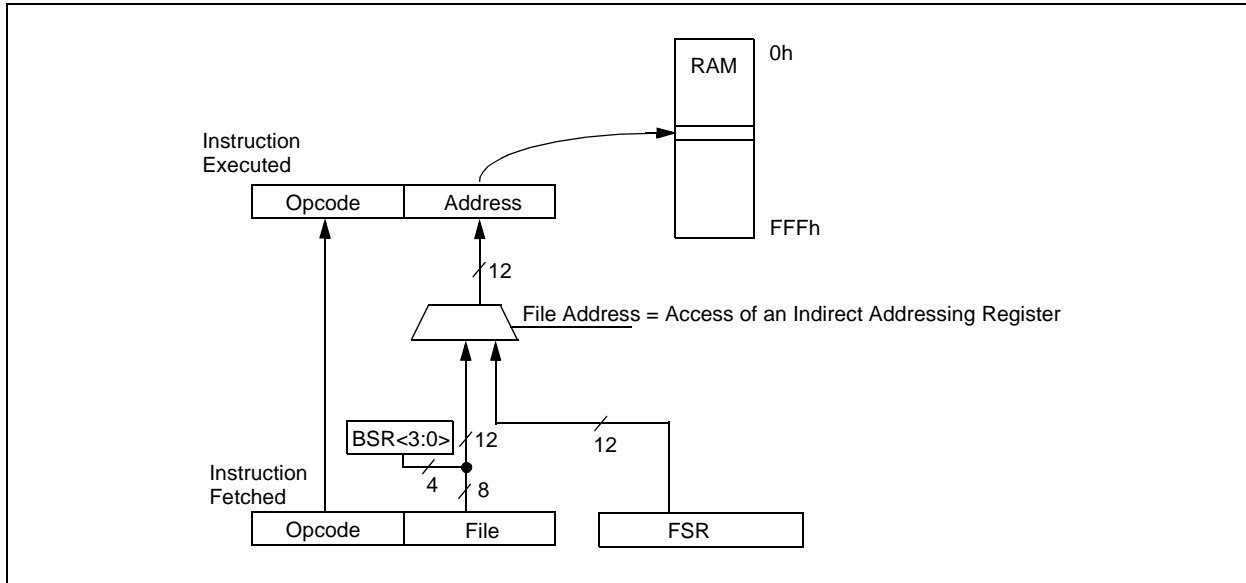 RAM
0h
FFFh
Instruction
Executed
Opcode
Address
12
File Address = Access of an Indirect Addressing Register
BSR<3:0>
12
12
4
8
Instruction
Fetched
Opcode
File
FSR